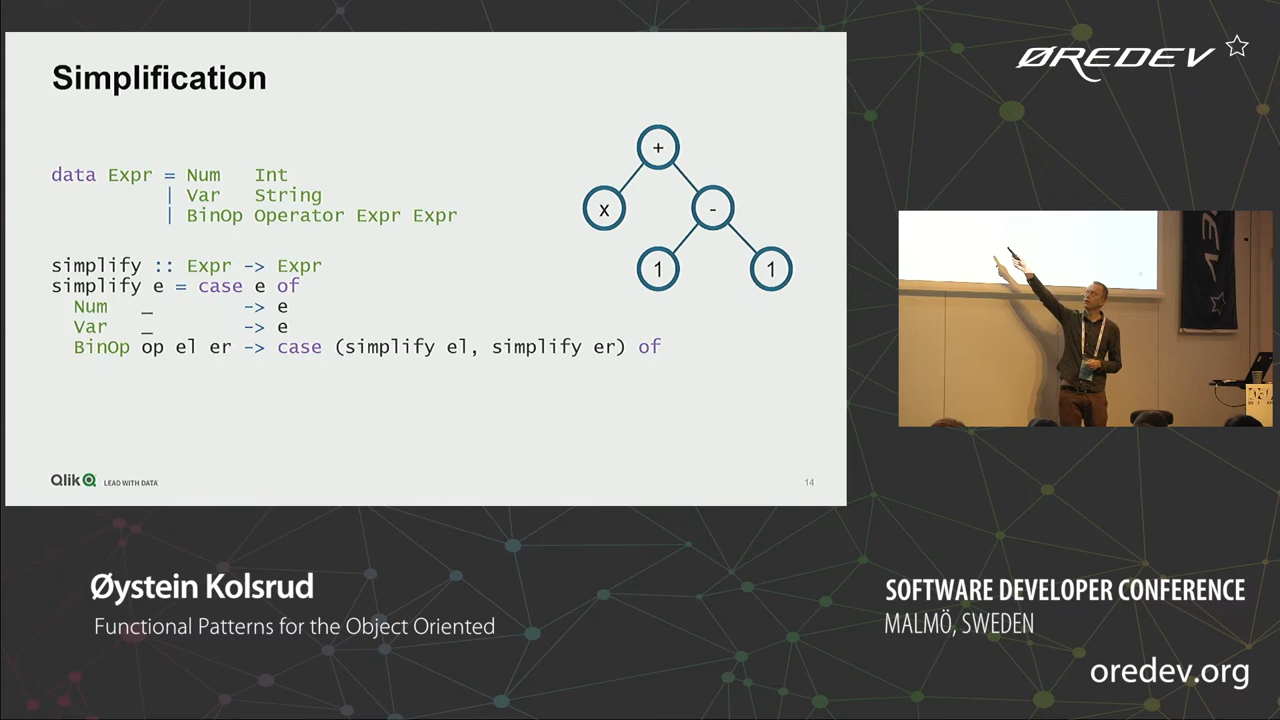 Simplification
data Expr = Num Int
| Var String
| BinOp Operator Expr Expr
simplify :: Expr -> Expr
simplify e = case e of
Num _ -> e
Var _ -> e
BinOp op el er -> case (simplify el, simplify er) of
+
x -
1 1
Qlik LEAD WITH DATA
14
ØREDEV
Øystein Kolsrud
Functional Patterns for the Object Oriented
SOFTWARE DEVELOPER CONFERENCE
MALMÖ, SWEDEN
oredev.org